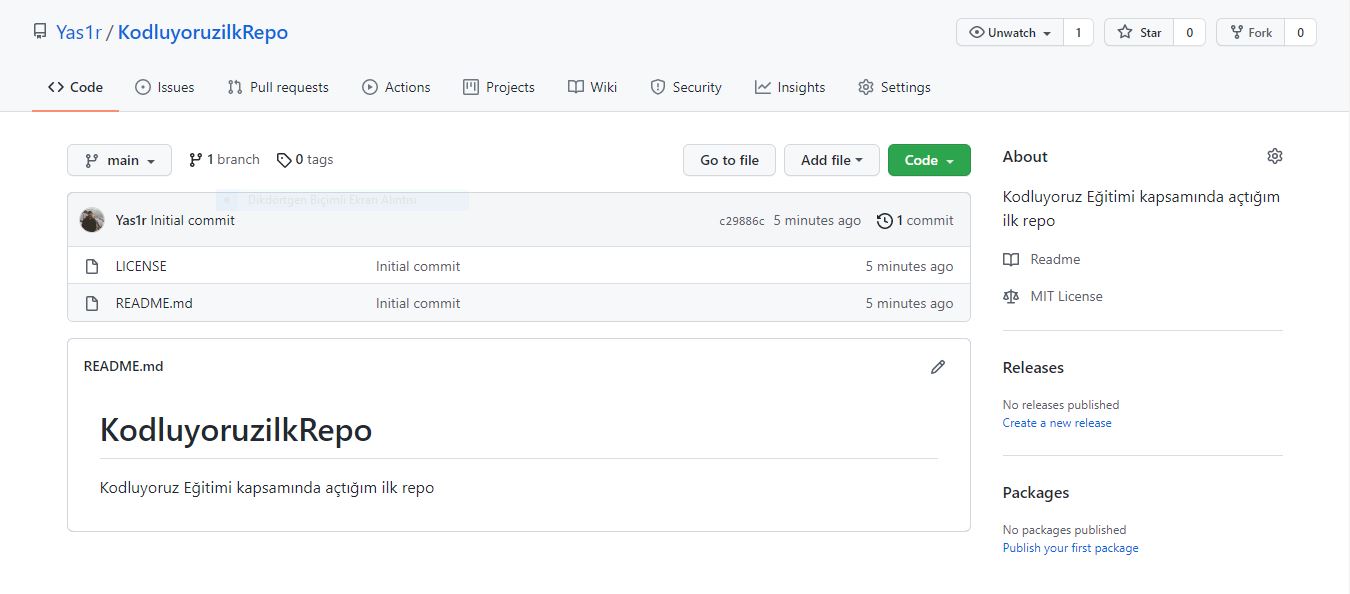 Yas1r / KodluyoruzilkRepo
Unwatch 1 Star 0 Fork 0
Code Issues Pull requests Actions Projects Wiki Security Insights Settings
main 1 branch 0 tags Go to file Add file Code
Dikdörtgen Biçimli Ekran Alıntısı
Yas1r Initial commit c29886c 5 minutes ago 1 commit
LICENSE Initial commit 5 minutes ago
README.md Initial commit 5 minutes ago
README.md
KodluyoruzilkRepo
Kodluyoruz Eğitimi kapsamında açtığım ilk repo
About
Kodluyoruz Eğitimi kapsamında açtığım
ilk repo
Readme
MIT License
Releases
No releases published
Create a new release
Packages
No packages published
Publish your first package